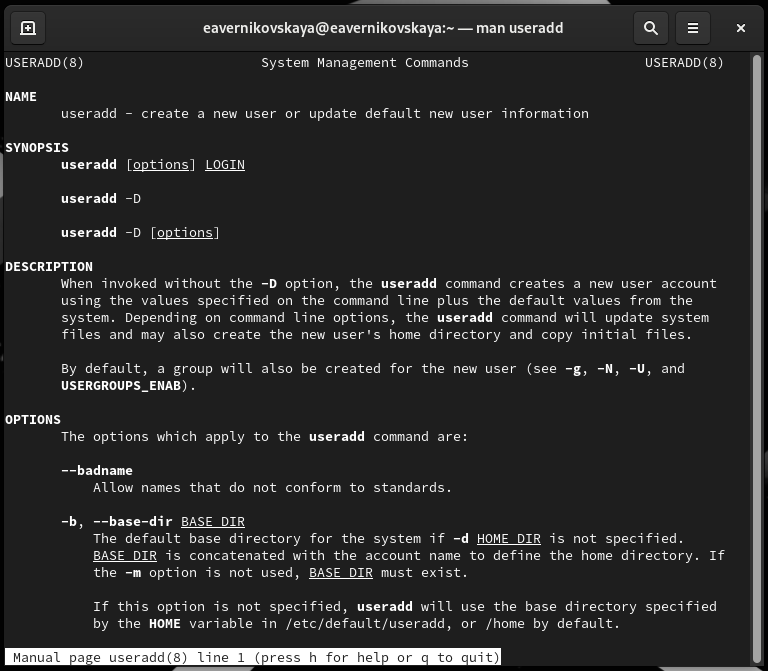 eavernikovskaya@eavernikovskaya:~ — man useradd
USERADD(8) System Management Commands USERADD(8)
NAME
useradd - create a new user or update default new user information
SYNOPSIS
useradd [options] LOGIN
useradd -D
useradd -D [options]
DESCRIPTION
When invoked without the -D option, the useradd command creates a new user account
using the values specified on the command line plus the default values from the
system. Depending on command line options, the useradd command will update system
files and may also create the new user's home directory and copy initial files.
By default, a group will also be created for the new user (see -g, -N, -U, and
USERGROUPS_ENAB).
OPTIONS
The options which apply to the useradd command are:
--badname
Allow names that do not conform to standards.
-b, --base-dir BASE_DIR
The default base directory for the system if -d HOME_DIR is not specified.
BASE_DIR is concatenated with the account name to define the home directory. If
the -m option is not used, BASE_DIR must exist.
If this option is not specified, useradd will use the base directory specified
by the HOME variable in /etc/default/useradd, or /home by default.
Manual page useradd(8) line 1 (press h for help or q to quit)